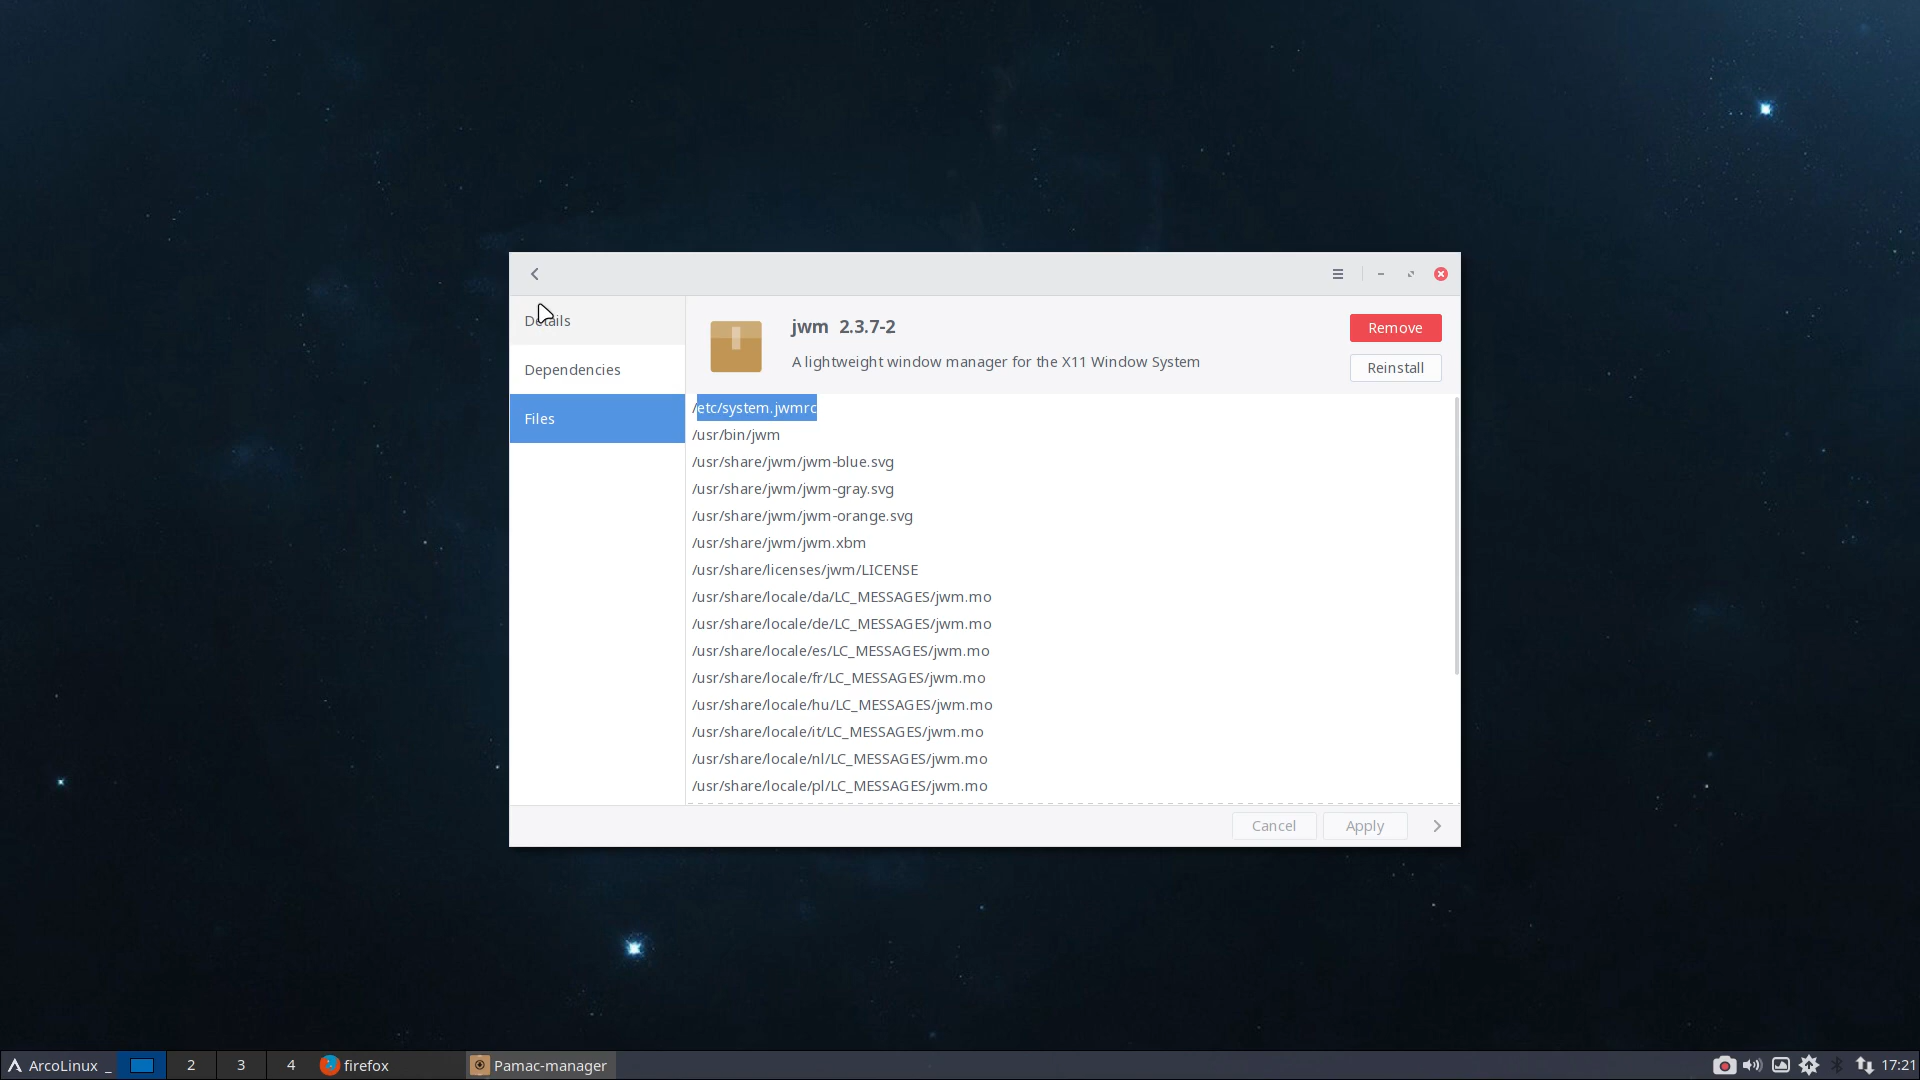 Details
Dependencies
Files
jwm 2.3.7-2
A lightweight window manager for the X11 Window System
Remove
Reinstall
/etc/system.jwmrc
/usr/bin/jwm
/usr/share/jwm/jwm-blue.svg
/usr/share/jwm/jwm-gray.svg
/usr/share/jwm/jwm-orange.svg
/usr/share/jwm/jwm.xbm
/usr/share/licenses/jwm/LICENSE
/usr/share/locale/da/LC_MESSAGES/jwm.mo
/usr/share/locale/de/LC_MESSAGES/jwm.mo
/usr/share/locale/es/LC_MESSAGES/jwm.mo
/usr/share/locale/fr/LC_MESSAGES/jwm.mo
/usr/share/locale/hu/LC_MESSAGES/jwm.mo
/usr/share/locale/it/LC_MESSAGES/jwm.mo
/usr/share/locale/nl/LC_MESSAGES/jwm.mo
/usr/share/locale/pl/LC_MESSAGES/jwm.mo
Cancel Apply
ArcoLinux _ 2 3 4 firefox Pamac-manager 17:21